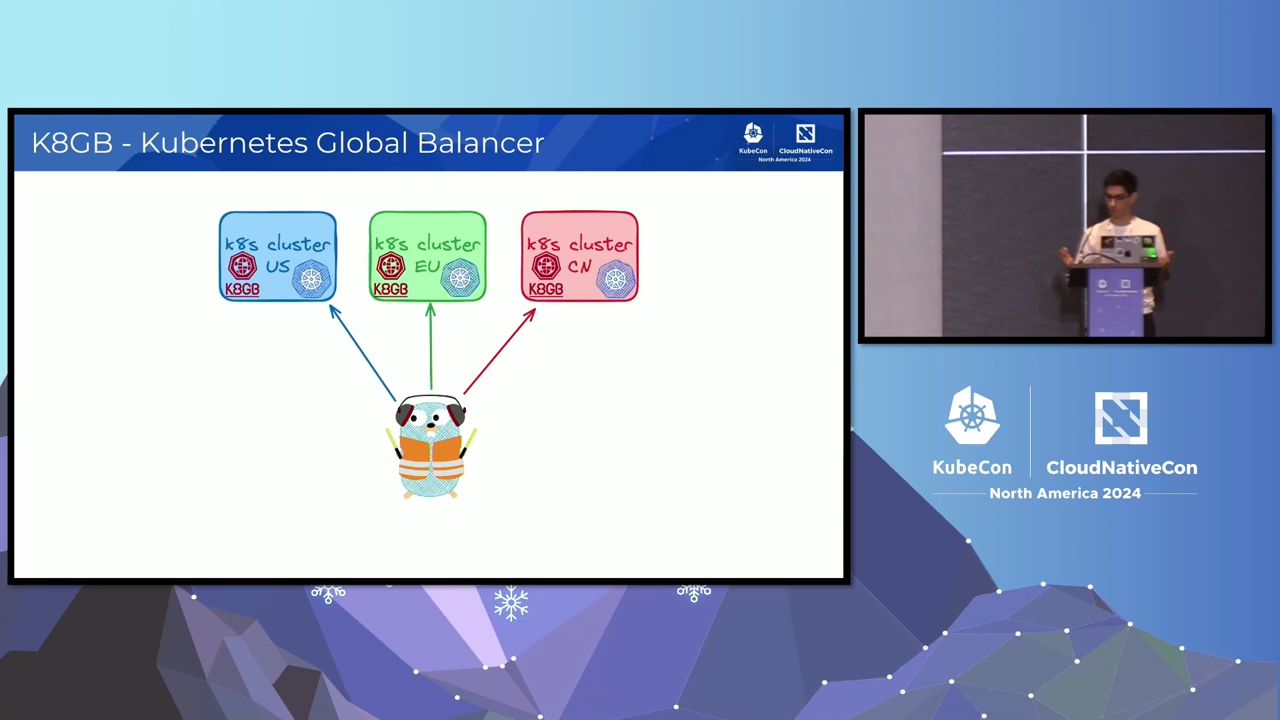 K8GB - Kubernetes Global Balancer
KubeCon
CloudNativeCon
North America 2024
k8s cluster
US
K8GB
k8s cluster
EU
K8GB
k8s cluster
CN
K8GB
KubeCon
CloudNativeCon
North America 2024